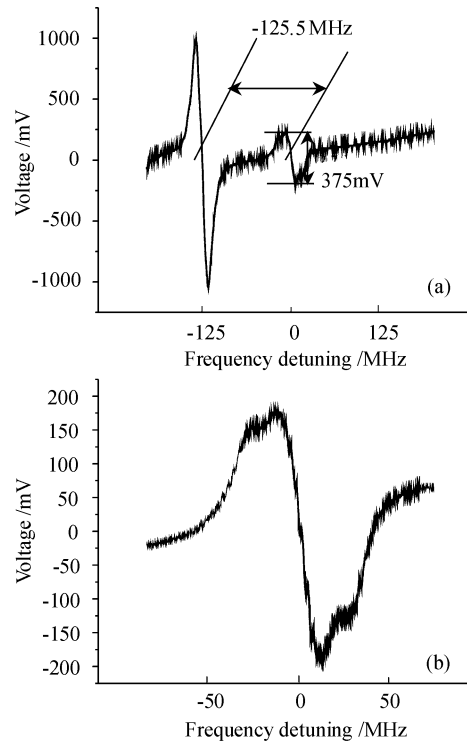 -125.5 MHz
1000
500
0
-500
-1000
Voltage /mV
375mV
(a)
-125
0
125
Frequency detuning /MHz
200
150
100
50
0
-50
-100
-150
-200
Voltage /mV
(b)
-50
0
50
Frequency detuning /MHz